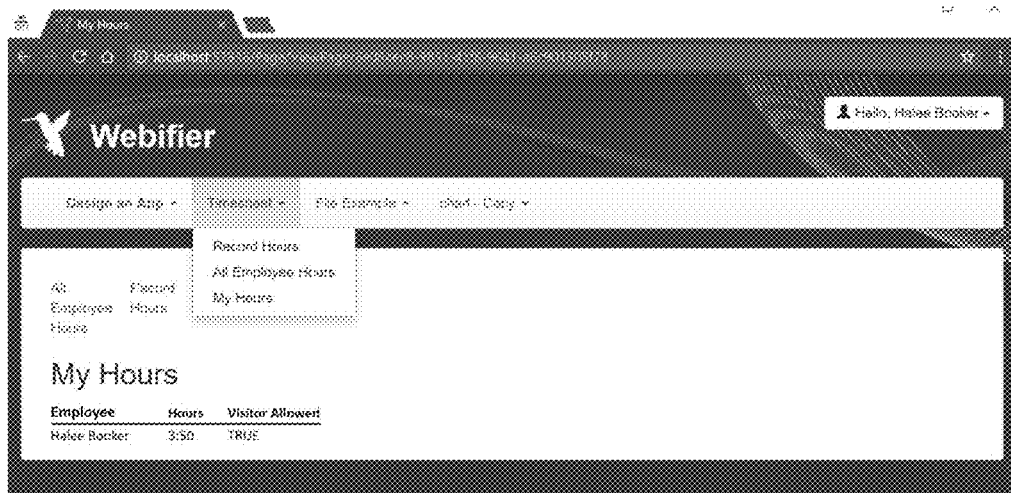 My Hours
localhost
Hello, Halee Booker
Webifier
Design an App Timesheet File Example chart - Copy
Record Hours
All Employee Hours
My Hours
All Employee Hours
Record Hours
My Hours
Employee Hours Visitor Allowed
Halee Booker 3:50 TRUE